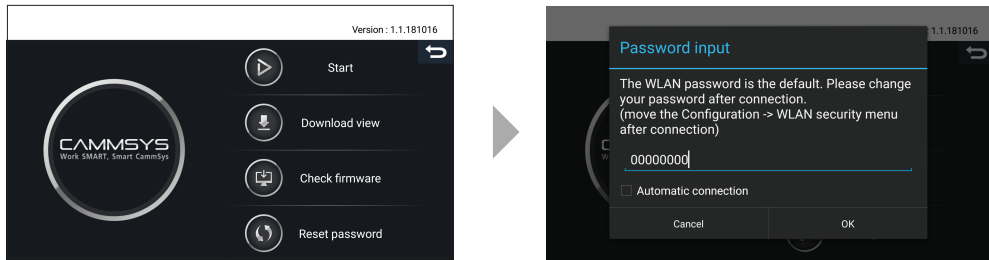 Version : 1.1.181016
Start
CAMMSYS
Work SMART, Smart CammSys
Download view
Check firmware
Reset password
1.1.181016
Password input
The WLAN password is the default. Please change
your password after connection.
(move the Configuration -> WLAN security menu
after connection)
00000000
Automatic connection
Cancel
OK